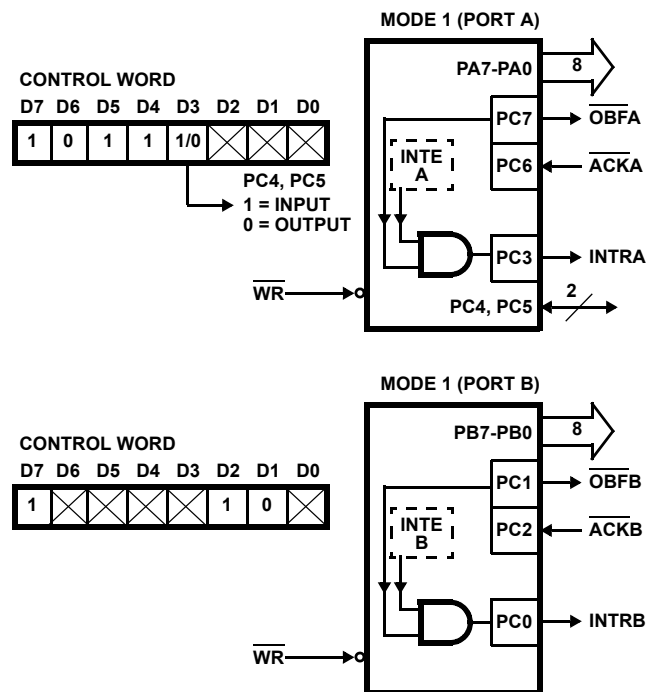 MODE 1 (PORT A)
CONTROL WORD
D7 D6 D5 D4 D3 D2 D1 D0
1 0 1 1 1/0
PC4, PC5
1 = INPUT
0 = OUTPUT
PA7-PA0
8
PC7
OBFA
INTE
A
PC6
ACKA
PC3
INTRA
WR
PC4, PC5
2
MODE 1 (PORT B)
CONTROL WORD
D7 D6 D5 D4 D3 D2 D1 D0
1 1 0
PB7-PB0
8
PC1
OBFB
INTE
B
PC2
ACKB
PC0
INTRB
WR